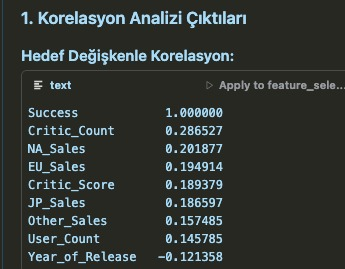 1. Korelasyon Analizi Çıktıları
Hedef Değişkenle Korelasyon:
text Apply to feature_sele...
Success 1.000000
Critic_Count 0.286527
NA_Sales 0.201877
EU_Sales 0.194914
Critic_Score 0.189379
JP_Sales 0.186597
Other_Sales 0.157485
User_Count 0.145785
Year_of_Release -0.121358